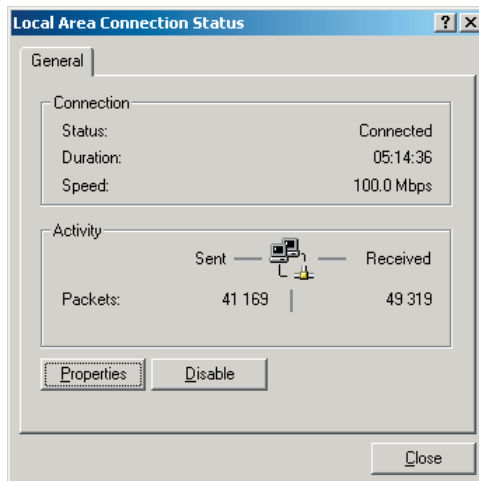 Local Area Connection Status
General
Connection
Status: Connected
Duration: 05:14:36
Speed: 100.0 Mbps
Activity
Sent Received
Packets: 41 169 49 319
Properties Disable
Close